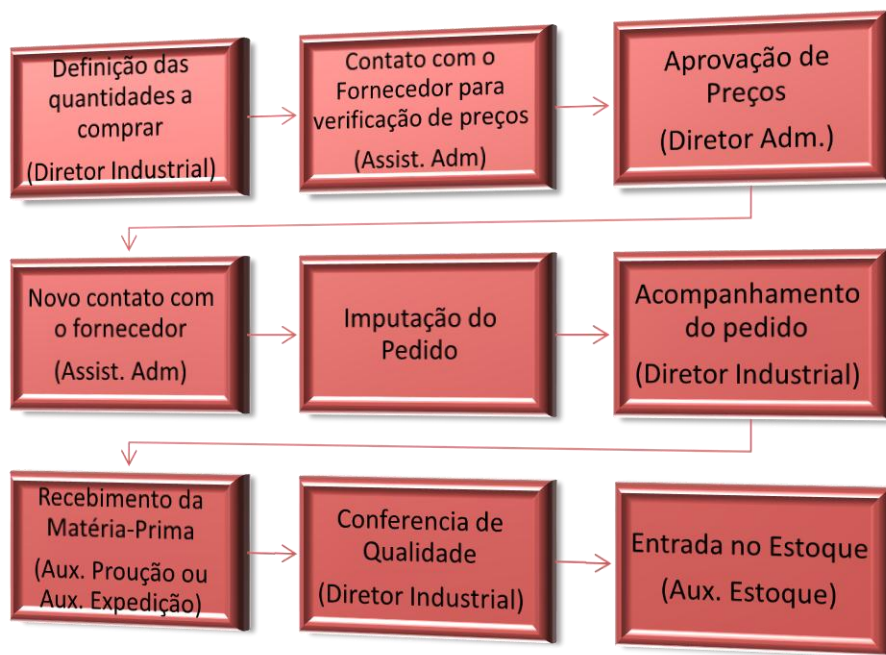 Definição das
quantidades a
comprar
(Diretor Industrial)
Contato com o
Fornecedor para
verificação de preços
(Assist. Adm)
Aprovação de
Preços
(Diretor Adm.)
Novo contato com
o fornecedor
(Assist. Adm)
Imputação do
Pedido
Acompanhamento
do pedido
(Diretor Industrial)
Recebimento da
Matéria-Prima
(Aux. Proução ou
Aux. Expedição)
Conferencia de
Qualidade
(Diretor Industrial)
Entrada no Estoque
(Aux. Estoque)